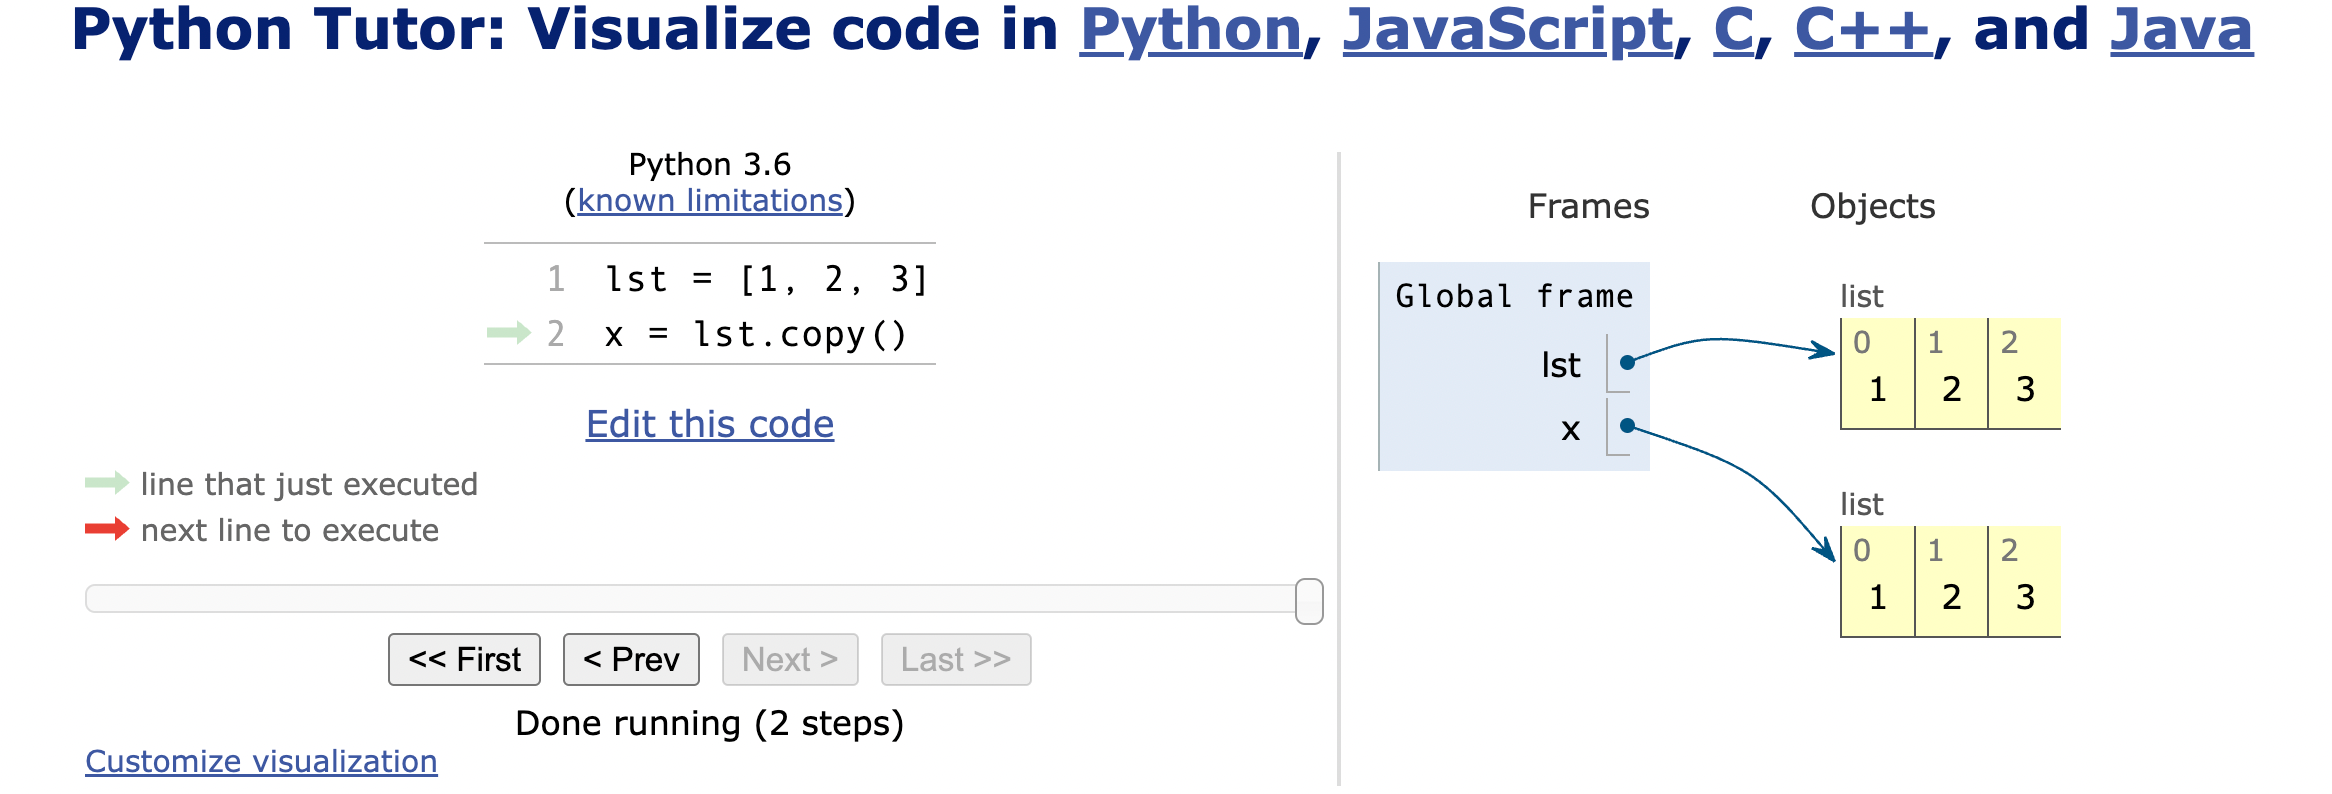 Python Tutor: Visualize code in Python, JavaScript, C, C++, and Java
Python 3.6
(known limitations)
1 lst = [1, 2, 3]
2 x = lst.copy()
Edit this code
line that just executed
next line to execute
<< First < Prev Next > Last >>
Done running (2 steps)
Customize visualization
Frames Objects
Global frame
lst
x
list
0 1 2
1 2 3
list
0 1 2
1 2 3